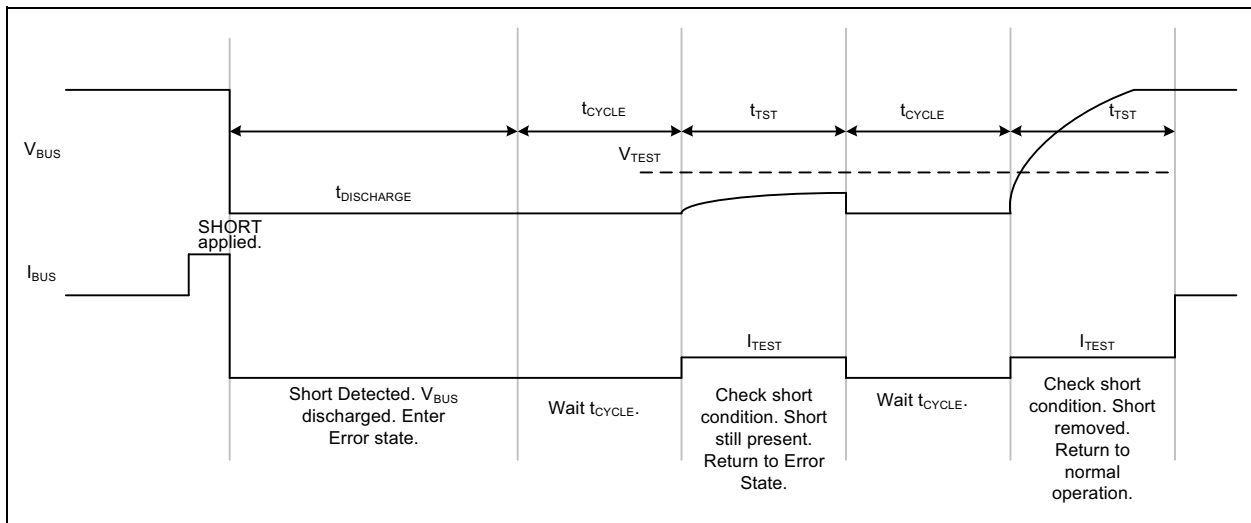 tCYCLE
tTST
tCYCLE
tTST
VBUS
VTEST
tDISCHARGE
SHORT
applied.
IBUS
ITEST
ITEST
Short Detected. VBUS
discharged. Enter
Error state.
Wait tCYCLE.
Check short
condition. Short
still present.
Return to Error
State.
Wait tCYCLE.
Check short
condition. Short
removed.
Return to
normal
operation.